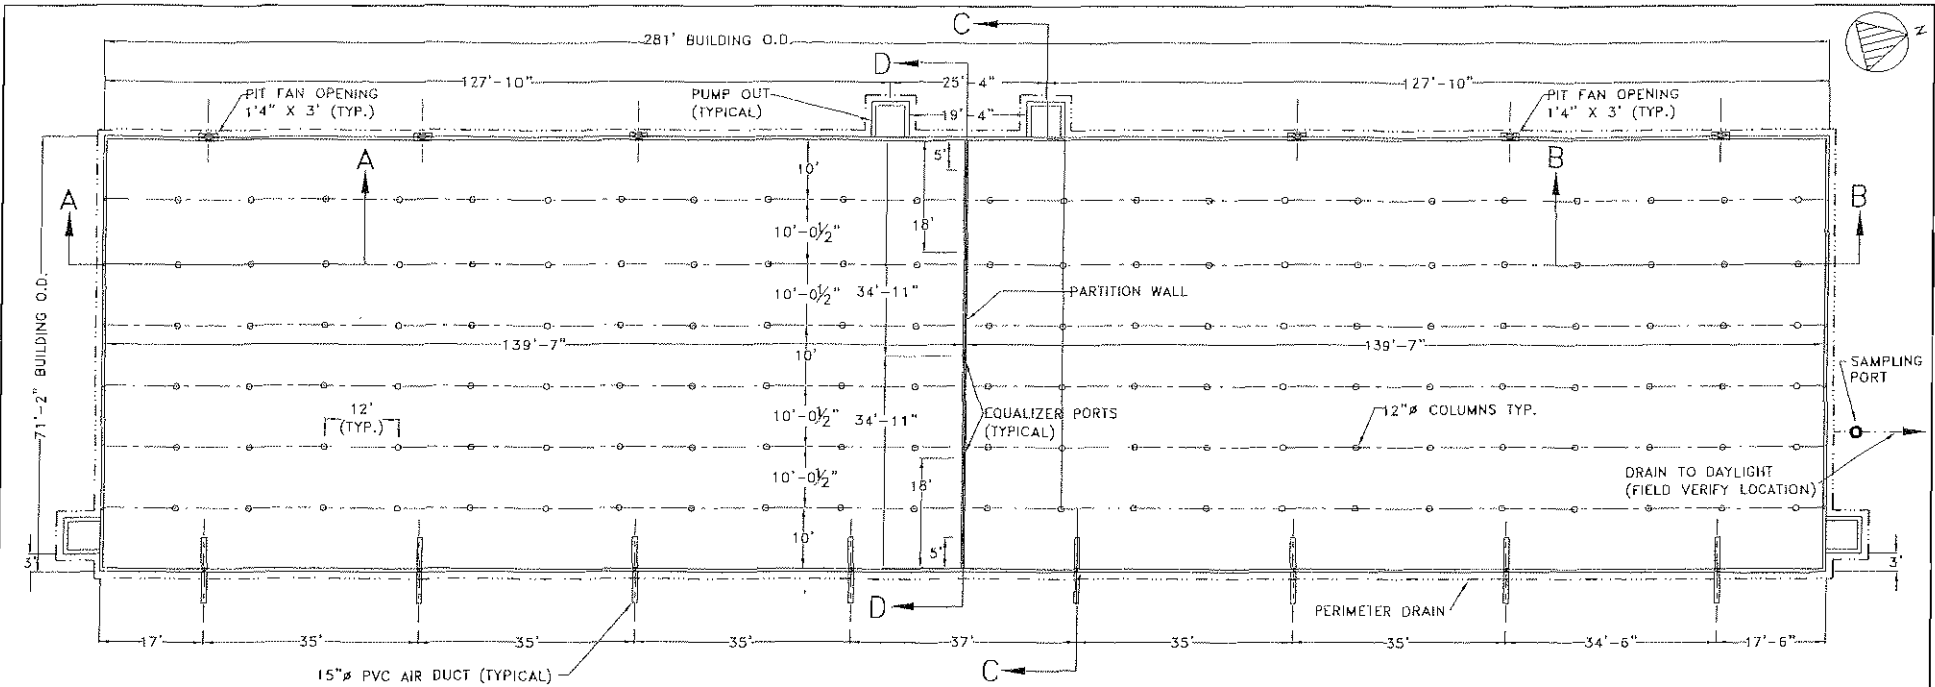 C
Z
281' BUILDING O.D.
D
127'-10"
25'-4"
127'-10"
PIT FAN OPENING
1'4" X 3' (TYP.)
PUMP OUT
(TYPICAL)
19'-4"
PIT FAN OPENING
1'4" X 3' (TYP.)
A
10'
5'
B
A
B
18'
10'-0½"
10'-0½"
34'-11"
PARTITION WALL
71'-2" BUILDING O.D.
139'-7"
10'
139'-7"
SAMPLING
PORT
12'
(TYP.)
10'-0½"
34'-11"
EQUALIZER PORTS
(TYPICAL)
12"ø COLUMNS TYP.
10'-0½"
18'
DRAIN TO DAYLIGHT
(FIELD VERIFY LOCATION)
10'
5'
3'
3'
D
PERIMETER DRAIN
17'
35'
35'
35'
37'
35'
35'
34'-6"
17'-6"
15"ø PVC AIR DUCT (TYPICAL)
C